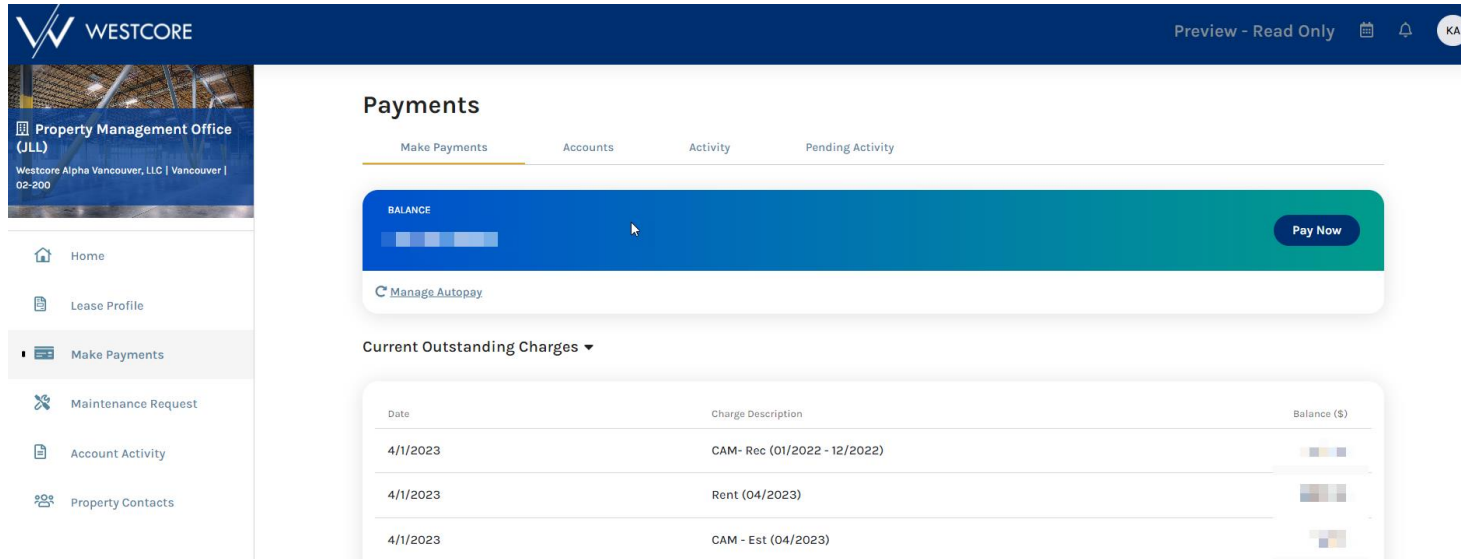 WESTCORE
Preview - Read Only
KA
Property Management Office
(JLL)
Westcore Alpha Vancouver, LLC | Vancouver |
02-200
Home
Lease Profile
Make Payments
Maintenance Request
Account Activity
Property Contacts
Payments
Make Payments Accounts Activity Pending Activity
BALANCE
Pay Now
Manage Autopay
Current Outstanding Charges
Date Charge Description Balance ($)
4/1/2023 CAM- Rec (01/2022 - 12/2022)
4/1/2023 Rent (04/2023)
4/1/2023 CAM - Est (04/2023)